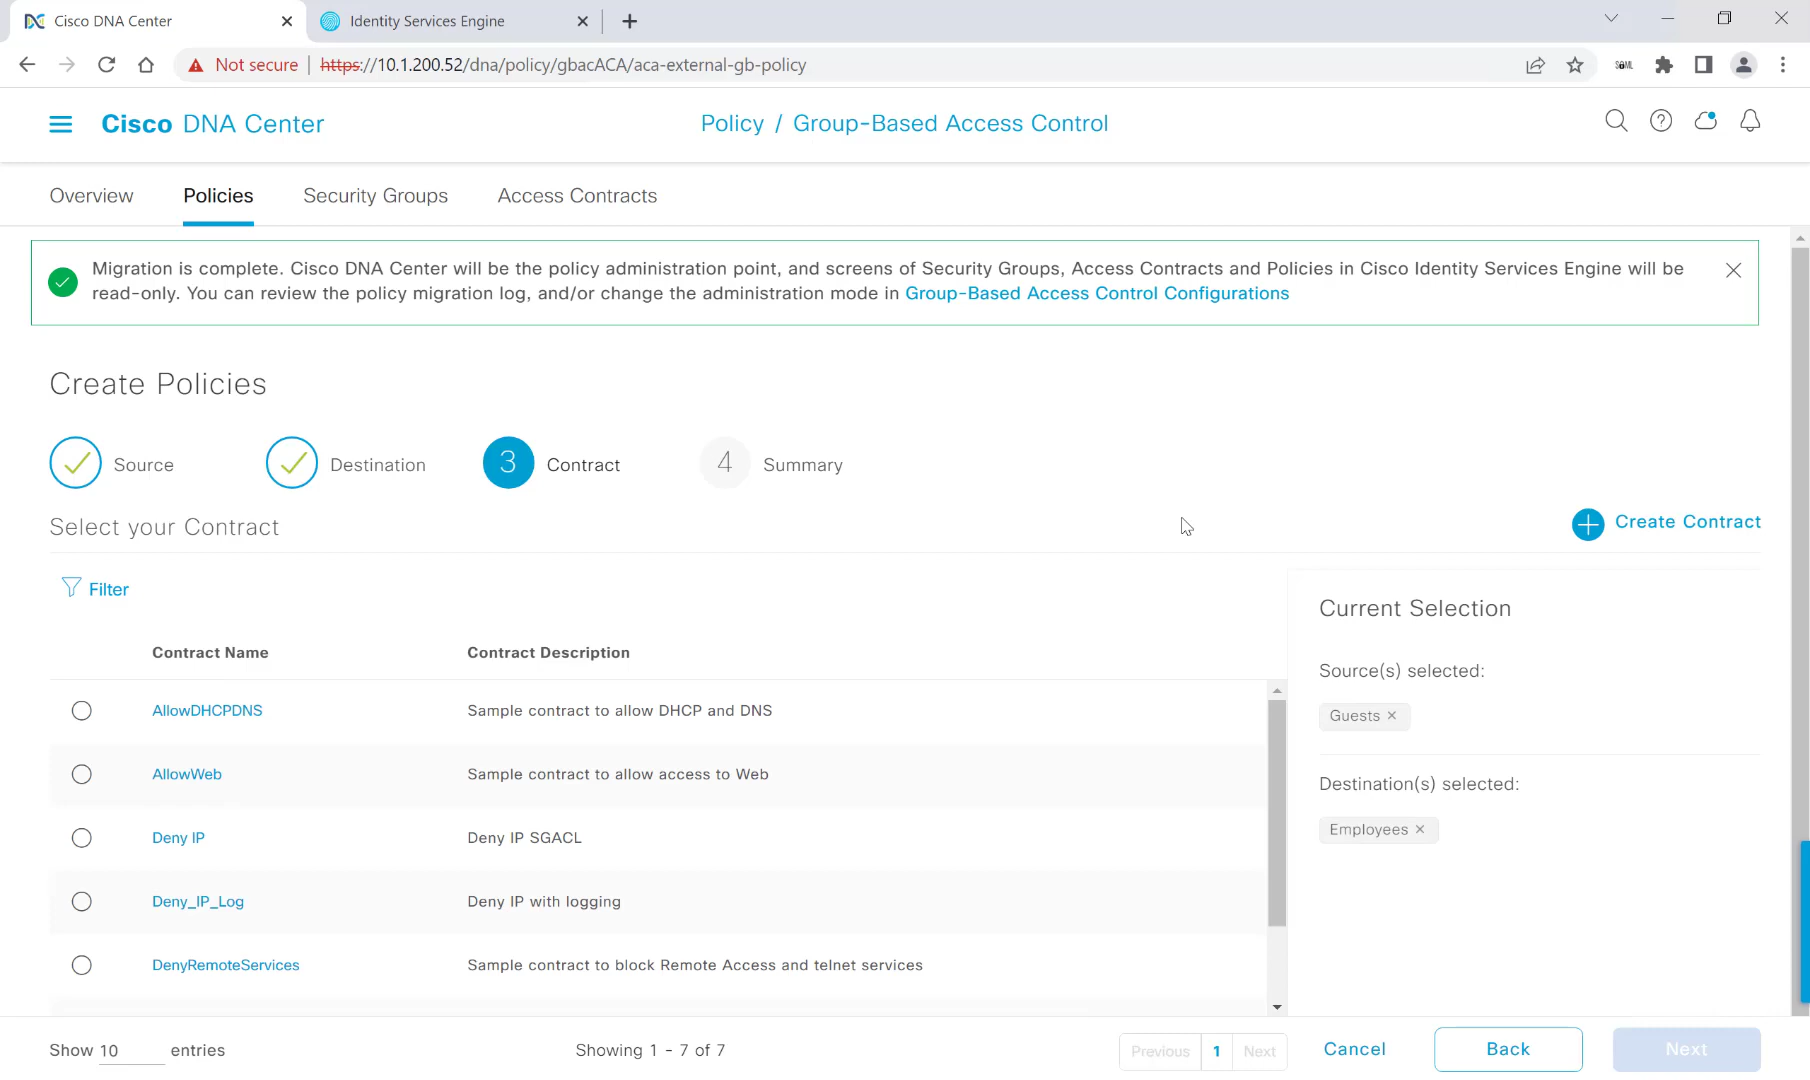 Cisco DNA Center
Identity Services Engine
Not secure | https://10.1.200.52/dna/policy/gbacACA/aca-external-gb-policy
Cisco DNA Center
Policy / Group-Based Access Control
Overview
Policies
Security Groups
Access Contracts
Migration is complete. Cisco DNA Center will be the policy administration point, and screens of Security Groups, Access Contracts and Policies in Cisco Identity Services Engine will be
read-only. You can review the policy migration log, and/or change the administration mode in Group-Based Access Control Configurations
Create Policies
Source
Destination
3 Contract
4 Summary
Select your Contract
Create Contract
Filter
Contract Name Contract Description
AllowDHCPDNS Sample contract to allow DHCP and DNS
AllowWeb Sample contract to allow access to Web
Deny IP Deny IP SGACL
Deny_IP_Log Deny IP with logging
DenyRemoteServices Sample contract to block Remote Access and telnet services
Current Selection
Source(s) selected:
Guests
Destination(s) selected:
Employees
Show 10 entries
Showing 1 - 7 of 7
Previous 1 Next
Cancel
Back
Next